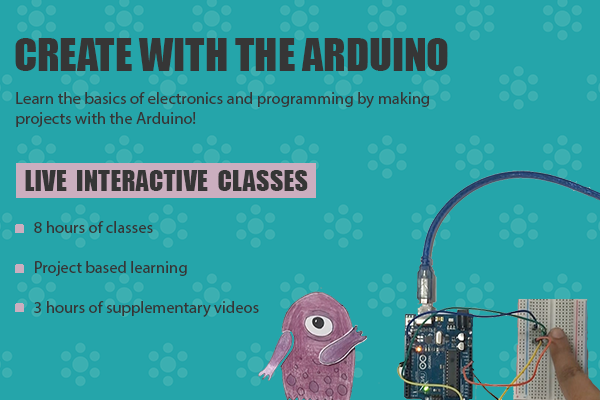 CREATE WITH THE ARDUINO
Learn the basics of electronics and programming by making
projects with the Arduino!
LIVE INTERACTIVE CLASSES
8 hours of classes
Project based learning
3 hours of supplementary videos